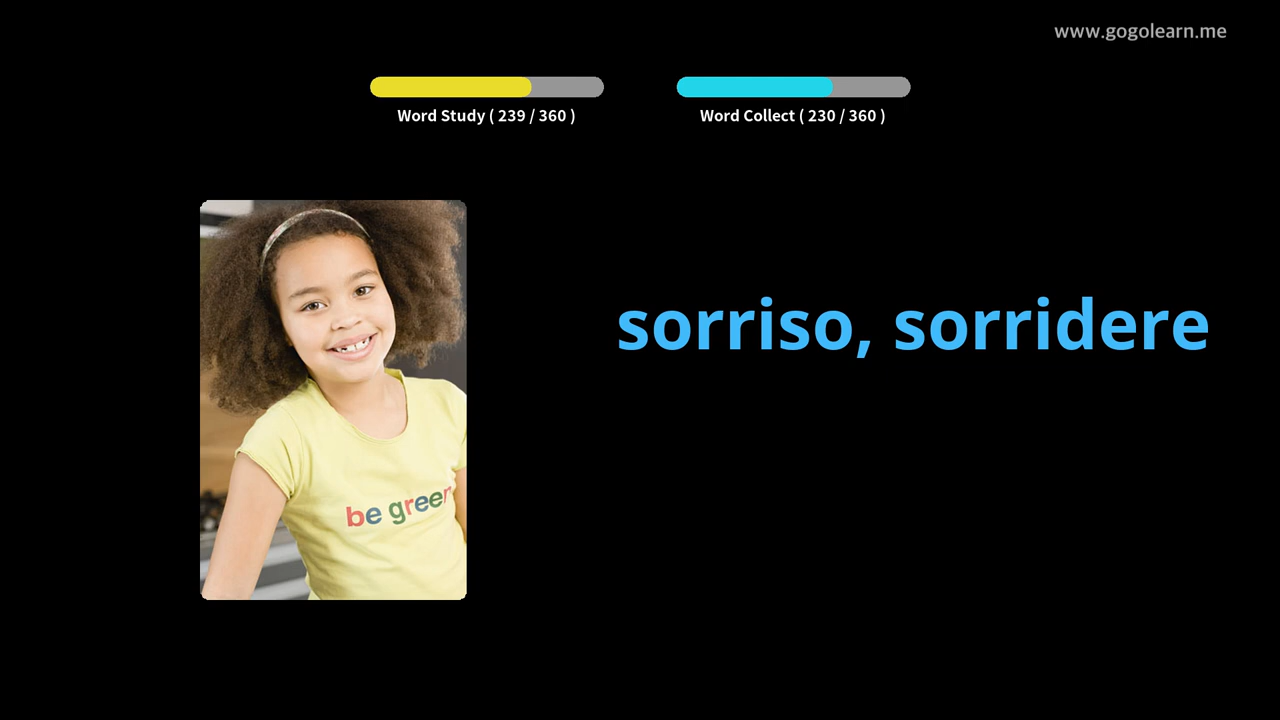 www.gogolearn.me
Word Study ( 239 / 360 )
Word Collect ( 230 / 360 )
sorriso, sorridere
be green